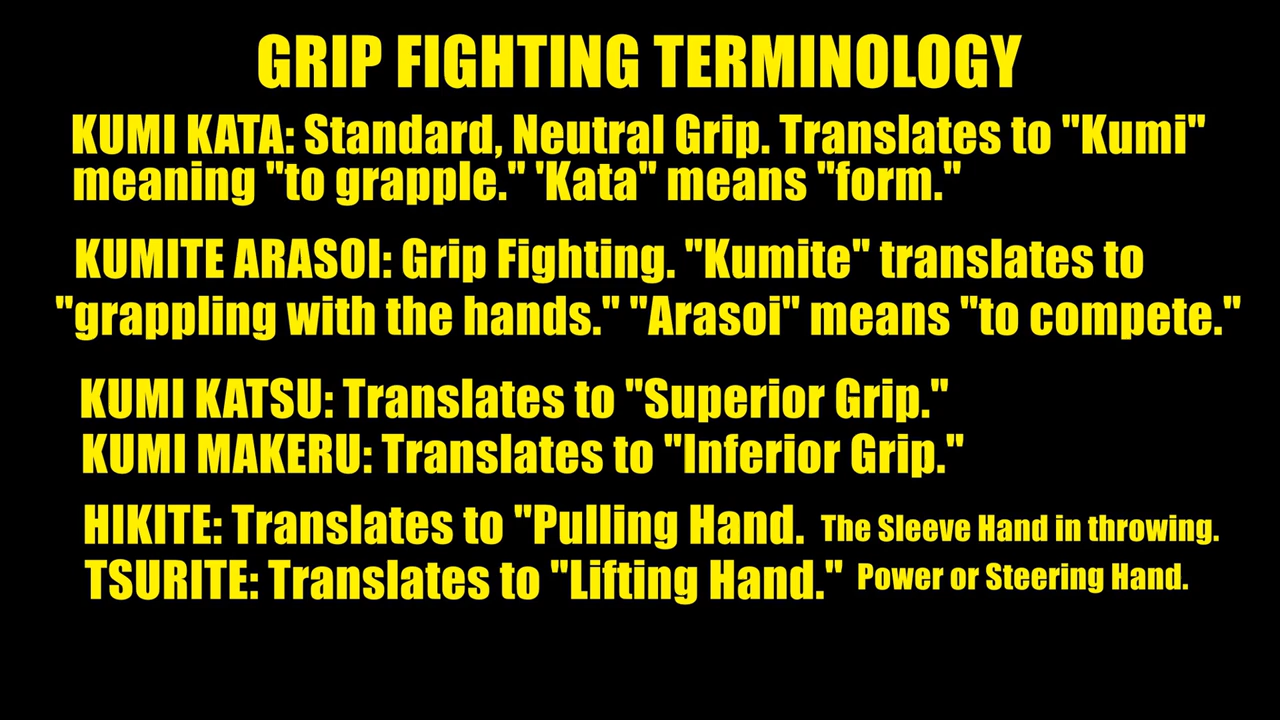 GRIP FIGHTING TERMINOLOGY
KUMI KATA: Standard, Neutral Grip. Translates to "Kumi"
meaning "to grapple." 'Kata" means "form."
KUMITE ARASOI: Grip Fighting. "Kumite" translates to
"grappling with the hands." "Arasoi" means "to compete."
KUMI KATSU: Translates to "Superior Grip."
KUMI MAKERU: Translates to "Inferior Grip."
HIKITE: Translates to "Pulling Hand. The Sleeve Hand in throwing.
TSURITE: Translates to "Lifting Hand." Power or Steering Hand.